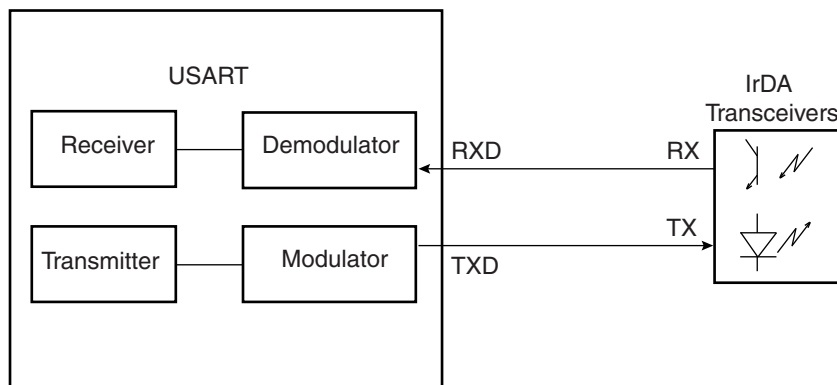 USART
IrDA
Transceivers
Receiver
Demodulator
RXD
RX
Transmitter
Modulator
TXD
TX